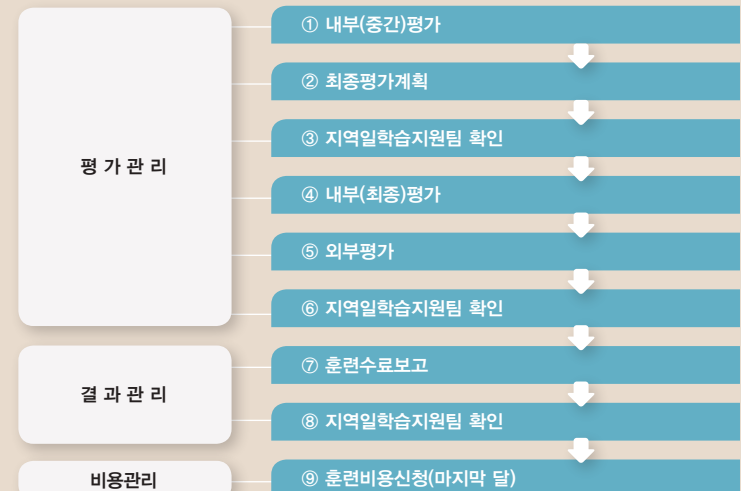 평 가 관 리
① 내부(중간)평가
② 최종평가계획
③ 지역일학습지원팀 확인
④ 내부(최종)평가
⑤ 외부평가
⑥ 지역일학습지원팀 확인
결 과 관 리
⑦ 훈련수료보고
⑧ 지역일학습지원팀 확인
비용관리
⑨ 훈련비용신청(마지막 달)